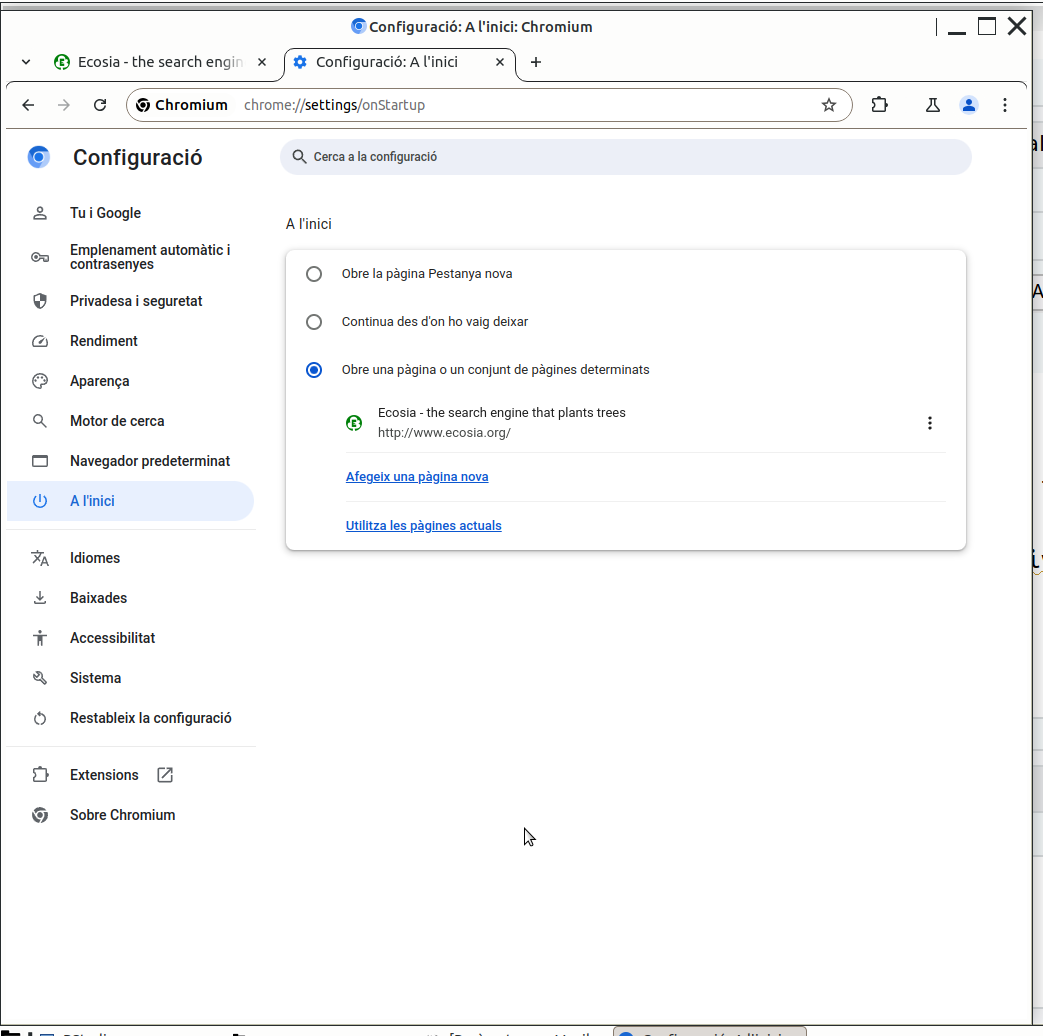 Configuració: A l'inici: Chromium
Ecosia - the search engin
Configuració: A l'inici
Chromium
chrome://settings/onStartup
Configuració
Cerca a la configuració
Tu i Google
Emplenament automàtic i
contrasenyes
Privadesa i seguretat
Rendiment
Aparença
Motor de cerca
Navegador predeterminat
A l'inici
Idiomes
Baixades
Accessibilitat
Sistema
Restableix la configuració
Extensions
Sobre Chromium
A l'inici
Obre la pàgina Pestanya nova
Continua des d'on ho vaig deixar
Obre una pàgina o un conjunt de pàgines determinats
Ecosia - the search engine that plants trees
http://www.ecosia.org/
Afegeix una pàgina nova
Utilitza les pàgines actuals